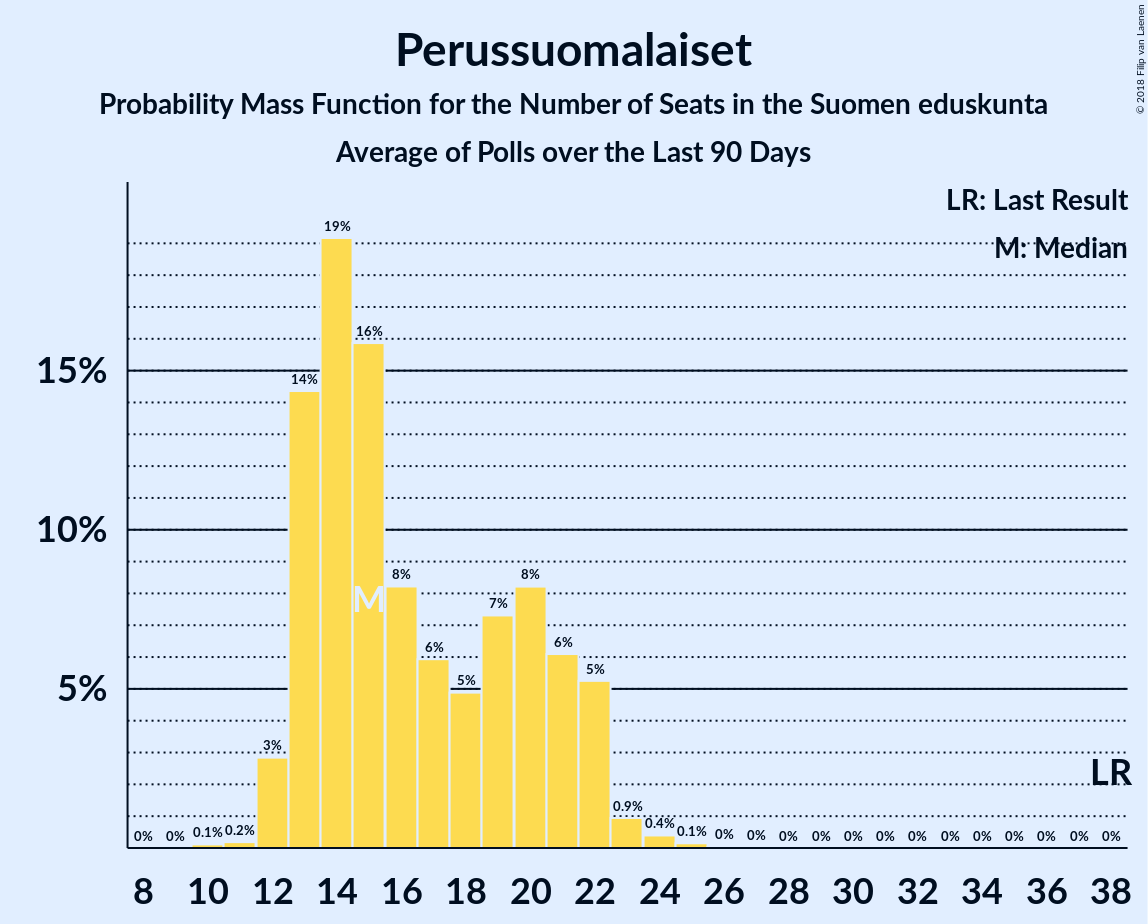 Perussuomalaiset
Probability Mass Function for the Number of Seats in the Suomen eduskunta
Average of Polls over the Last 90 Days
© 2018 Filip van Laenen
LR: Last Result
M: Median
15%
10%
5%
0% 0% 0.1% 0.2% 3% 14% 19% 16% 8% 6% 5% 7% 8% 6% 5% 0.9% 0.4% 0.1% 0% 0% 0% 0% 0% 0% 0% 0% 0% 0% 0% 0% 0%
M
LR
8 10 12 14 16 18 20 22 24 26 28 30 32 34 36 38